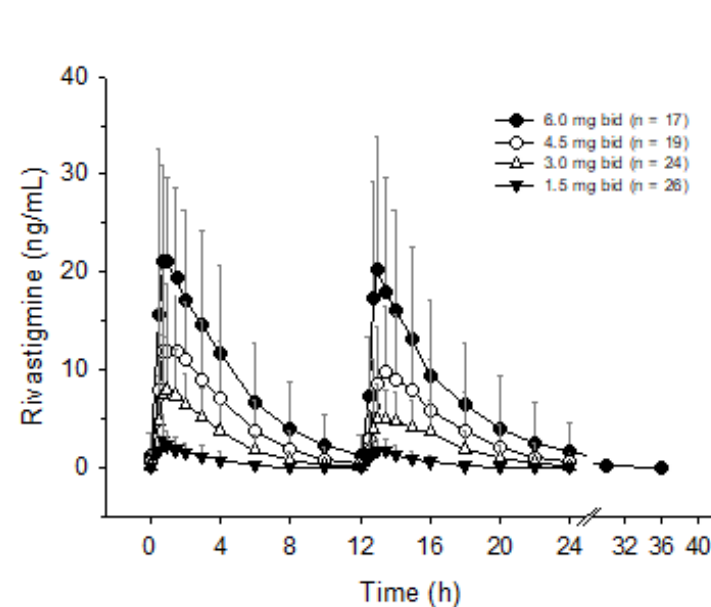 40
30
20
10
0
Rivastigmine (ng/mL)
6.0 mg bid (n = 17)
4.5 mg bid (n = 19)
3.0 mg bid (n = 24)
1.5 mg bid (n = 26)
0 4 8 12 16 20 24 32 36 40
Time (h)